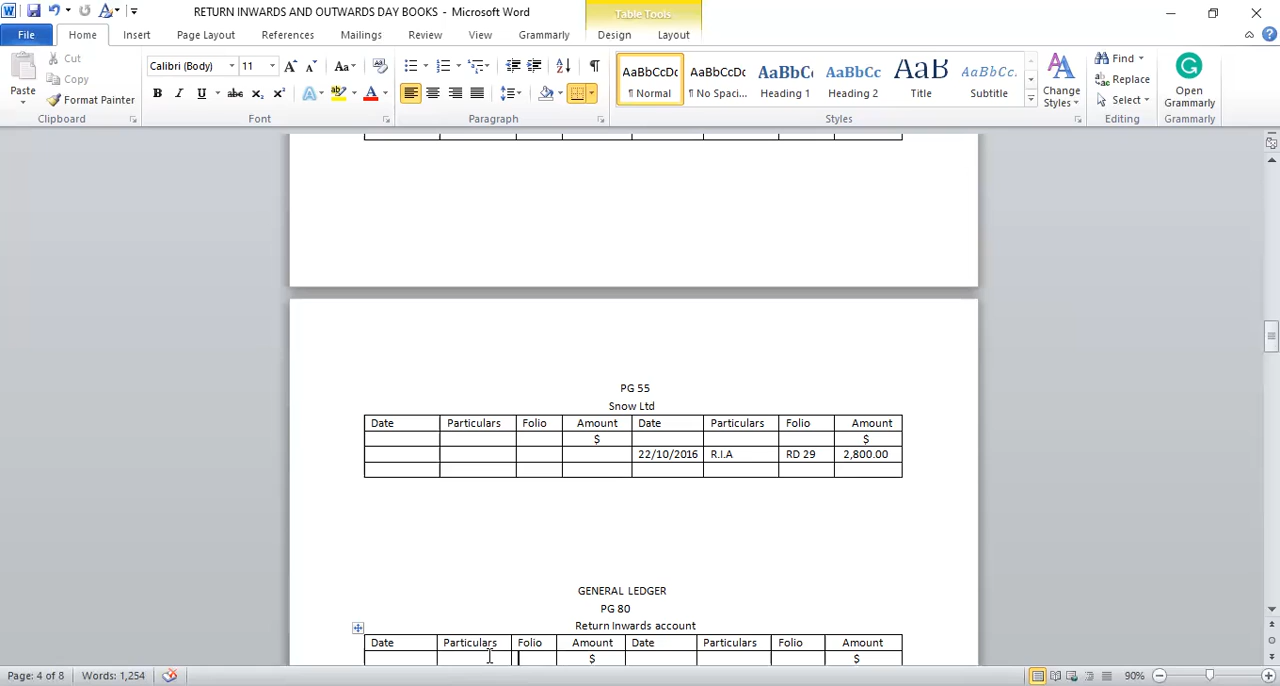 RETURN INWARDS AND OUTWARDS DAY BOOKS - Microsoft Word
Table Tools
File Home Insert Page Layout References Mailings Review View Grammarly Design Layout
Cut
Copy
Format Painter
Paste
Clipboard
Calibri (Body) 11
Font
Paragraph
AaBbCcDc AaBbCcDc AaBbC AaBbCc AaB AaBbCc.
¶ Normal ¶ No Spaci... Heading 1 Heading 2 Title Subtitle
Styles
Change
Styles
Find
Replace
Select
Editing
Open
Grammarly
Grammarly
PG 55
Snow Ltd
Date Particulars Folio Amount Date Particulars Folio Amount
$ $
22/10/2016 R.I.A RD 29 2,800.00
GENERAL LEDGER
PG 80
Return Inwards account
Date Particulars Folio Amount Date Particulars Folio Amount
$ $
Page: 4 of 8 Words: 1,254 90%